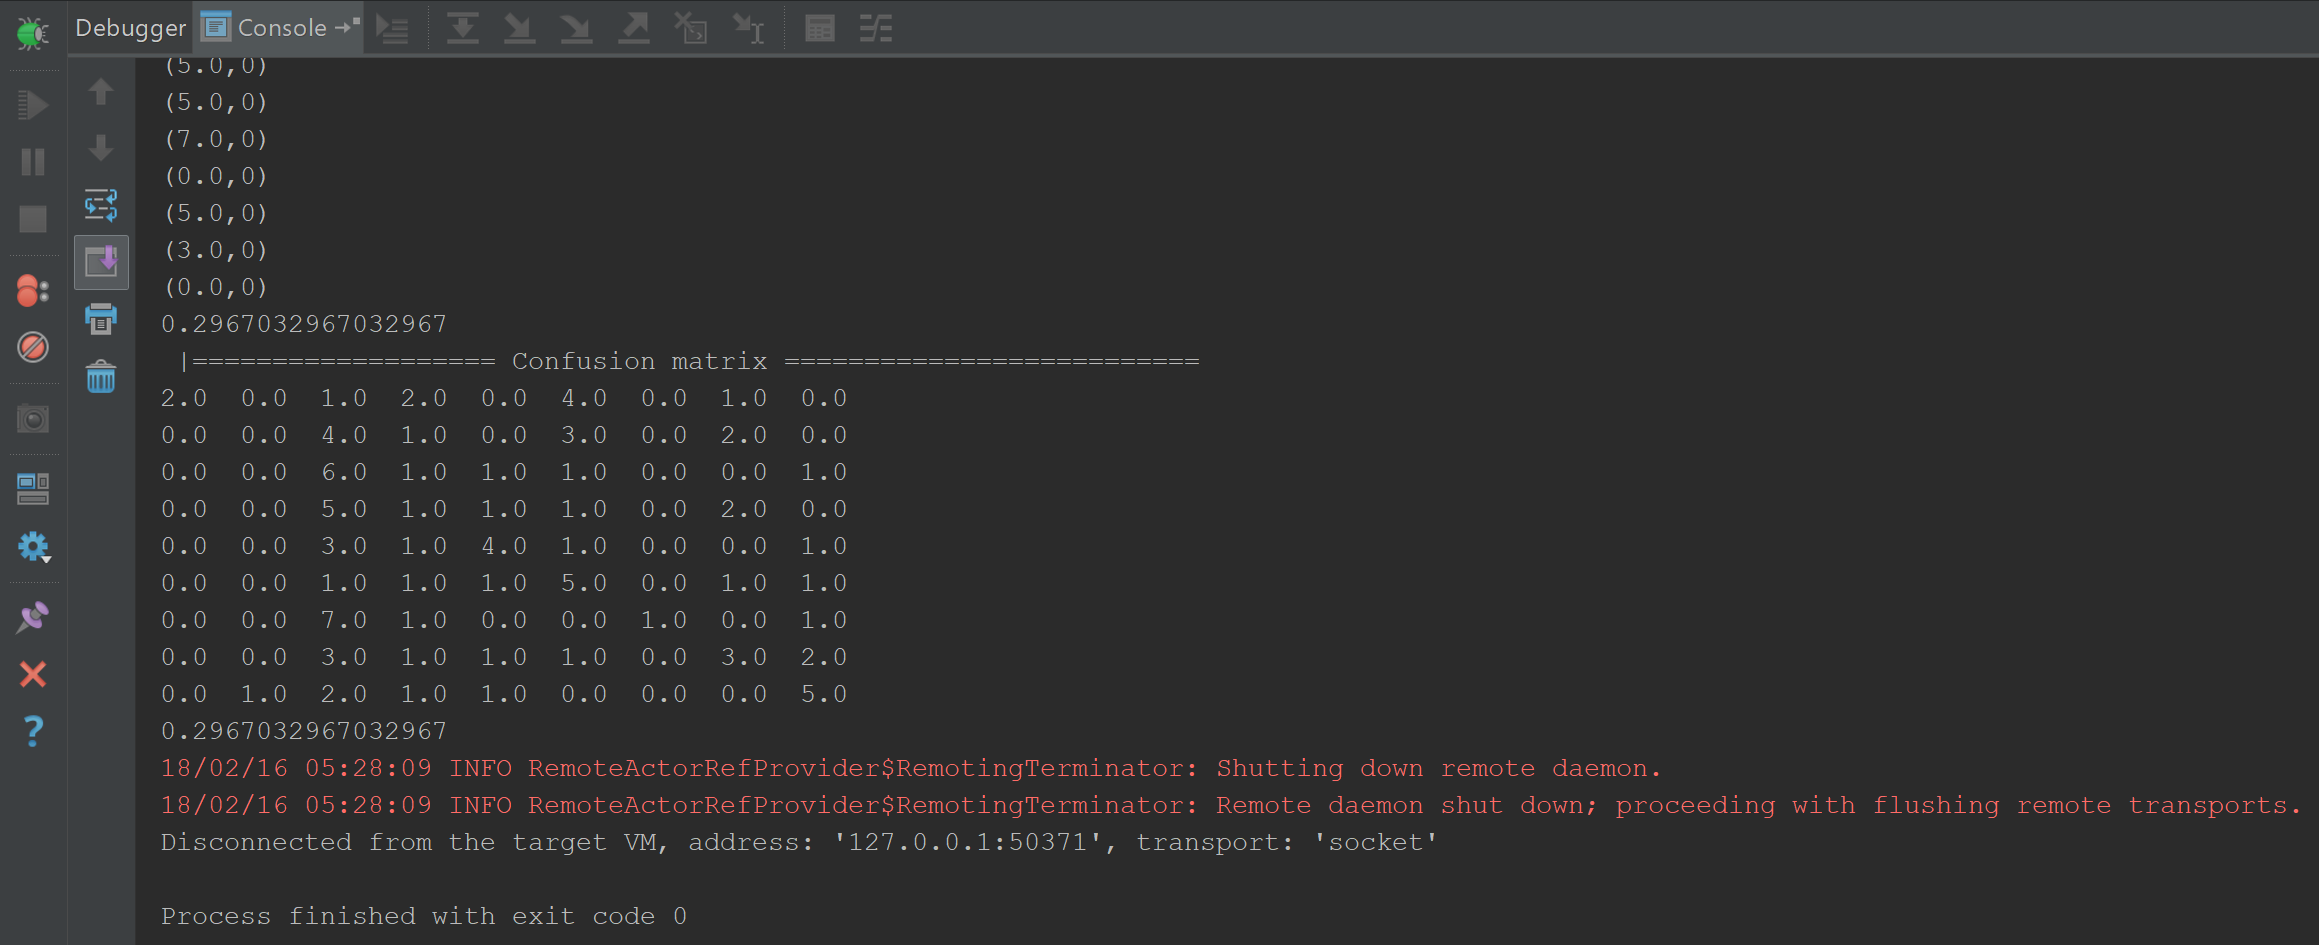 Debugger Console
(5.0,0)
(5.0,0)
(7.0,0)
(0.0,0)
(5.0,0)
(3.0,0)
(0.0,0)
0.2967032967032967
|=================== Confusion matrix ==========================
2.0 0.0 1.0 2.0 0.0 4.0 0.0 1.0 0.0
0.0 0.0 4.0 1.0 0.0 3.0 0.0 2.0 0.0
0.0 0.0 6.0 1.0 1.0 1.0 0.0 0.0 1.0
0.0 0.0 5.0 1.0 1.0 1.0 0.0 2.0 0.0
0.0 0.0 3.0 1.0 4.0 1.0 0.0 0.0 1.0
0.0 0.0 1.0 1.0 1.0 5.0 0.0 1.0 1.0
0.0 0.0 7.0 1.0 0.0 0.0 1.0 0.0 1.0
0.0 0.0 3.0 1.0 1.0 1.0 0.0 3.0 2.0
0.0 1.0 2.0 1.0 1.0 0.0 0.0 0.0 5.0
0.2967032967032967
18/02/16 05:28:09 INFO RemoteActorRefProvider$RemotingTerminator: Shutting down remote daemon.
18/02/16 05:28:09 INFO RemoteActorRefProvider$RemotingTerminator: Remote daemon shut down; proceeding with flushing remote transports.
Disconnected from the target VM, address: '127.0.0.1:50371', transport: 'socket'
Process finished with exit code 0